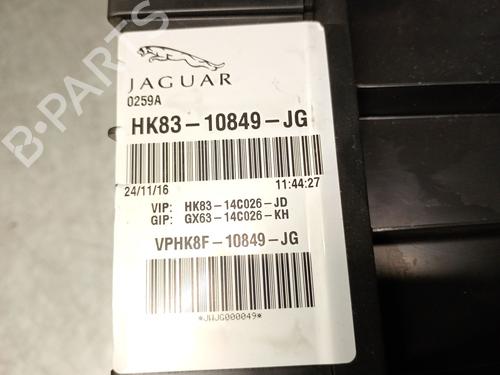 JAGUAR
0259A
HK83-10849-JG
24/11/16 11:44:27
VIP: HK83-14C026-JD
GIP: GX63-14C026-KH
VPHK8F-10849-JG
*JWJG000049*